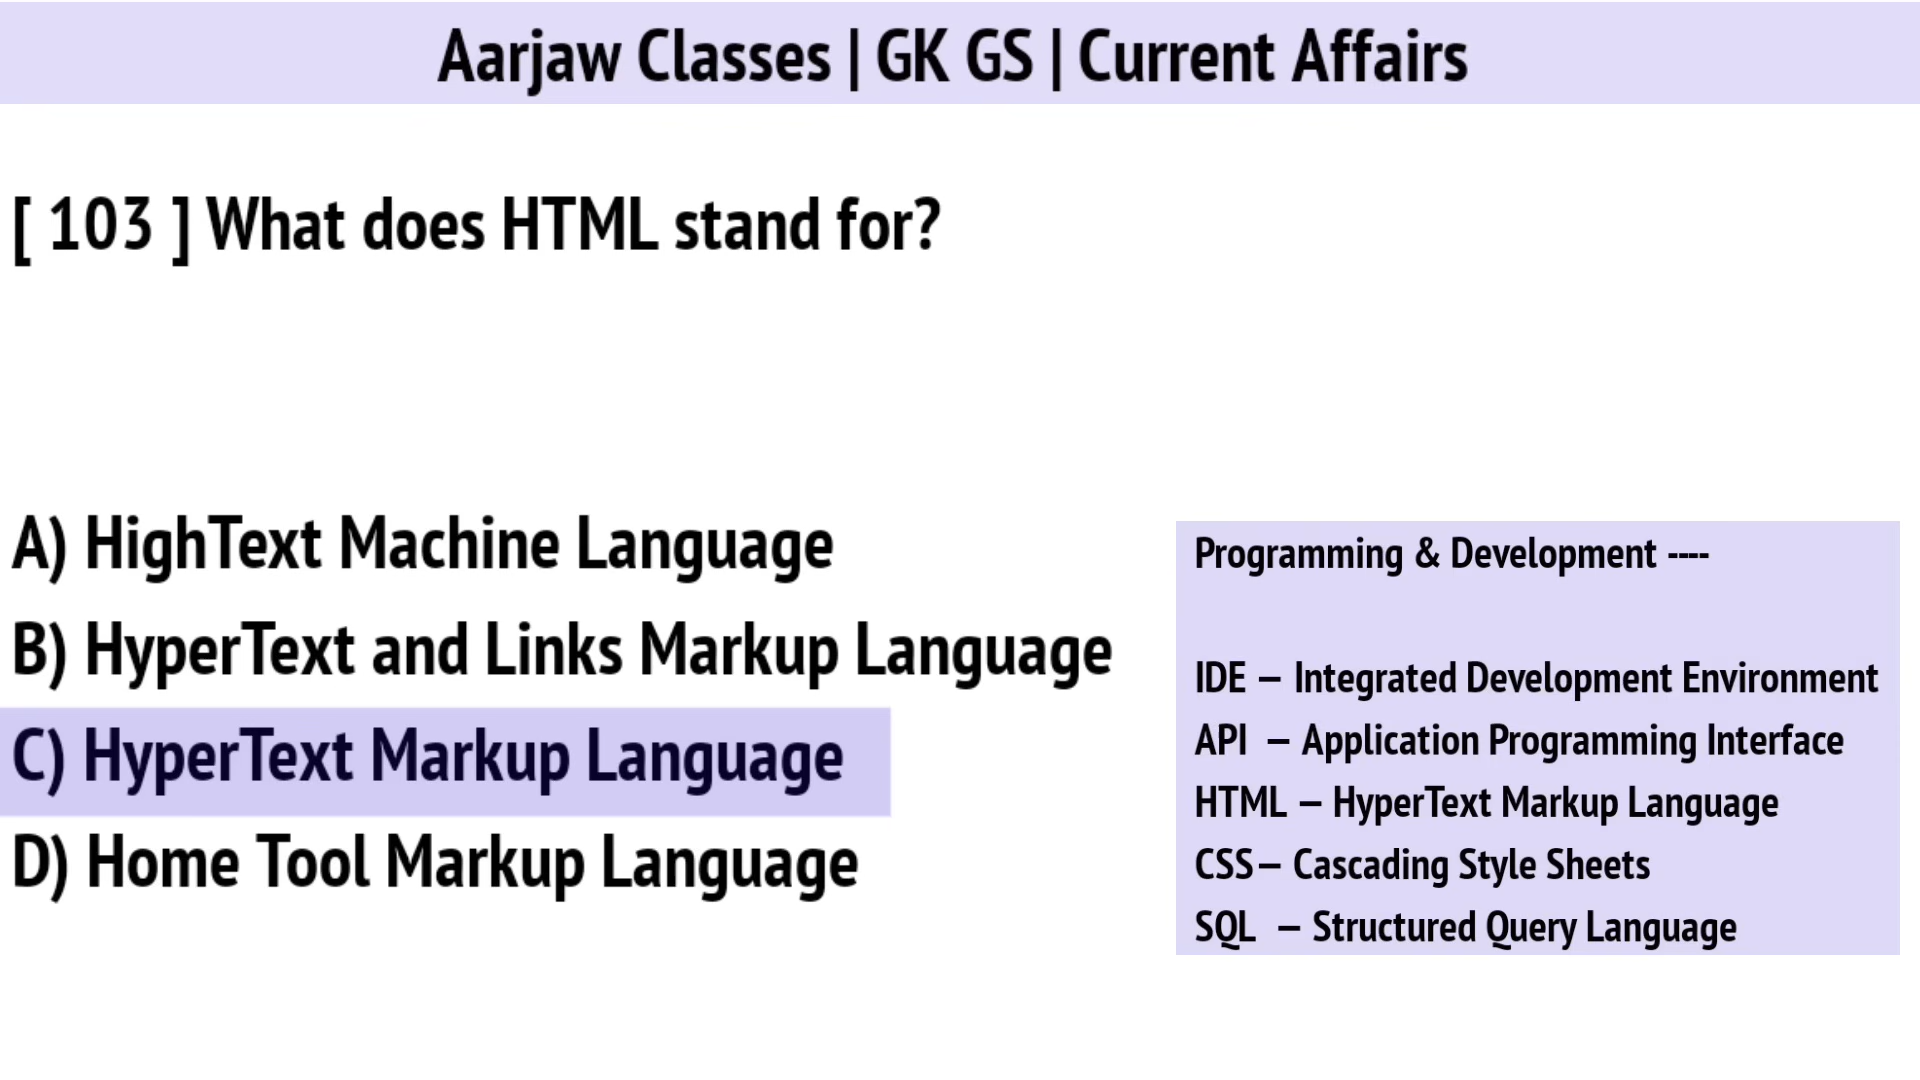 Aarjaw Classes | GK GS | Current Affairs
[ 103 ] What does HTML stand for?
A) HighText Machine Language
B) HyperText and Links Markup Language
C) HyperText Markup Language
D) Home Tool Markup Language
Programming & Development ----
IDE – Integrated Development Environment
API – Application Programming Interface
HTML – HyperText Markup Language
CSS– Cascading Style Sheets
SQL – Structured Query Language